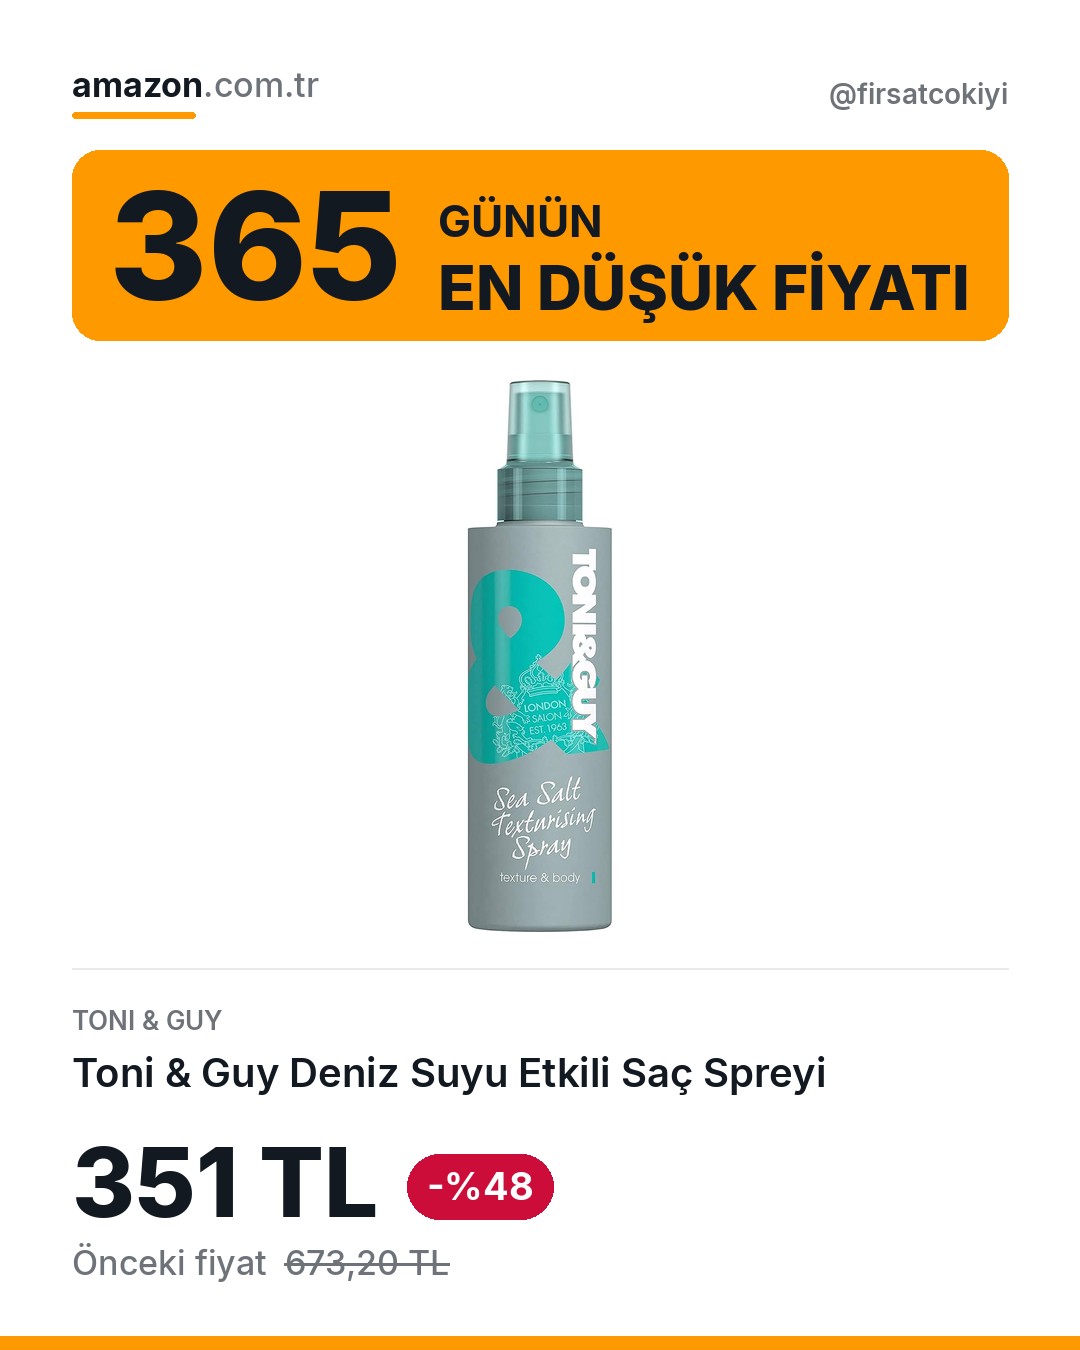 amazon.com.tr
@firsatcokiyi
365
GÜNÜN
EN DÜŞÜK FİYATI
TONI&GUY
LONDON
SALON
EST. 1963
Sea Salt
Texturising
Spray
texture & body
TONI & GUY
Toni & Guy Deniz Suyu Etkili Saç Spreyi
351 TL
-%48
Önceki fiyat 673,20 TL